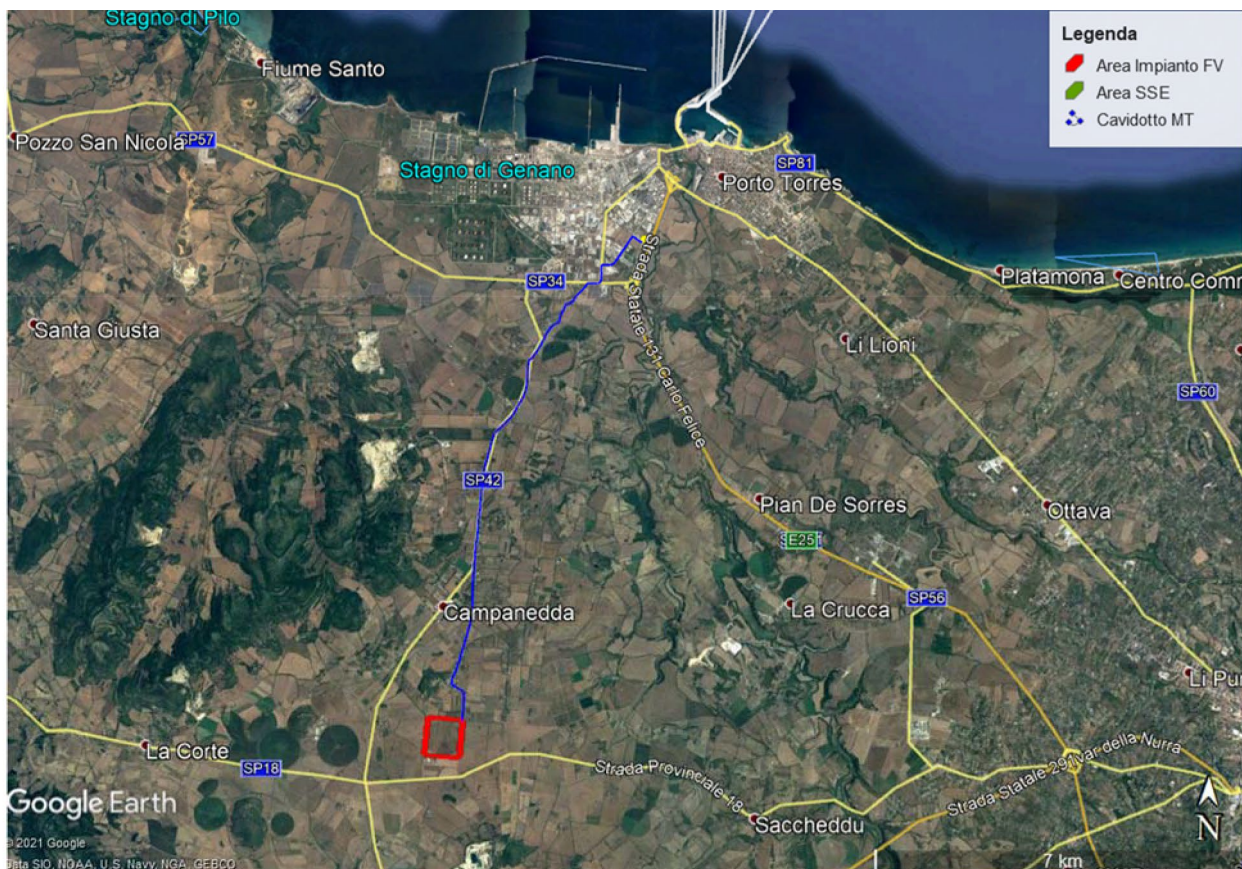 Stagno di Pilo
Legenda
Area Impianto FV
Area SSE
Cavidotto MT
Fiume Santo
Pozzo San Nicola
SP57
Stagno di Genano
SP81
Porto Torres
Platamona
Centro Comm
SP34
Strada Statale 131 Carlo Felice
Santa Giusta
Li Lioni
SP60
SP42
Pian De Sorres
Ottava
E25
SP56
Campanedda
La Crucca
Li Pun
La Corte
SP18
Strada Provinciale 18
Strada Statale 291var della Nurra
Google Earth
Saccheddu
N
© 2021 Google
Data SIO, NOAA, U.S. Navy, NGA, GEBCO
7 km